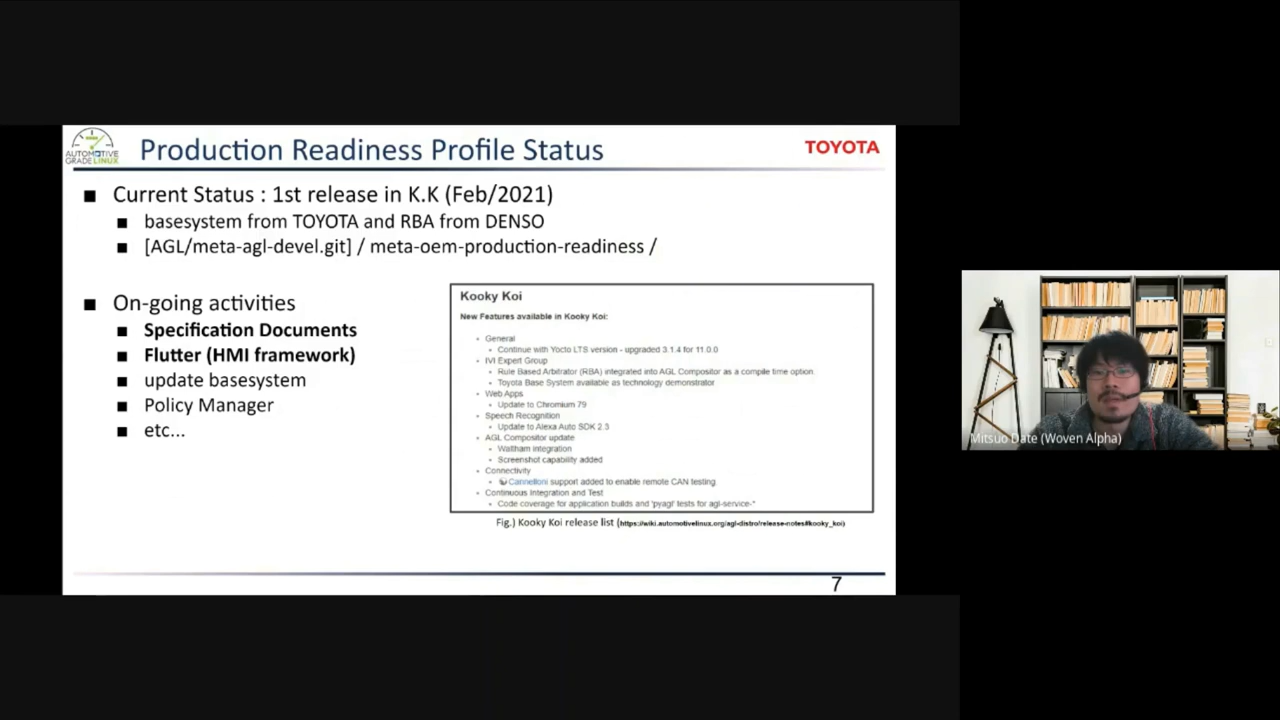 AUTOMOTIVE
GRADELINUX
Production Readiness Profile Status
TOYOTA
■ Current Status : 1st release in K.K (Feb/2021)
■ basesystem from TOYOTA and RBA from DENSO
■ [AGL/meta-agl-devel.git] / meta-oem-production-readiness /
■ On-going activities
■ Specification Documents
■ Flutter (HMI framework)
■ update basesystem
■ Policy Manager
■ etc...
Kooky Koi
New Features available in Kooky Koi:
• General
• Continue with Yocto LTS version - upgraded 3.1.4 for 11.0.0
• IVI Expert Group
• Rule Based Arbitrator (RBA) integrated into AGL Compositor as a compile time option
• Toyota Base System available as technology demonstrator
• Web Apps
• Update to Chromium 79
• Speech Recognition
• Update to Alexa Auto SDK 2.3
• AGL Compositor update
• Waltham integration
• Screenshot capability added
• Connectivity
• Cannelloni support added to enable remote CAN testing
• Continuous Integration and Test
• Code coverage for application builds and 'pyagl' tests for agl-service-*
Fig.) Kooky Koi release list (https://wiki.automotivelinux.org/agl-distro/release-notes#kooky_koi)
7
Mitsuo Date (Woven Alpha)